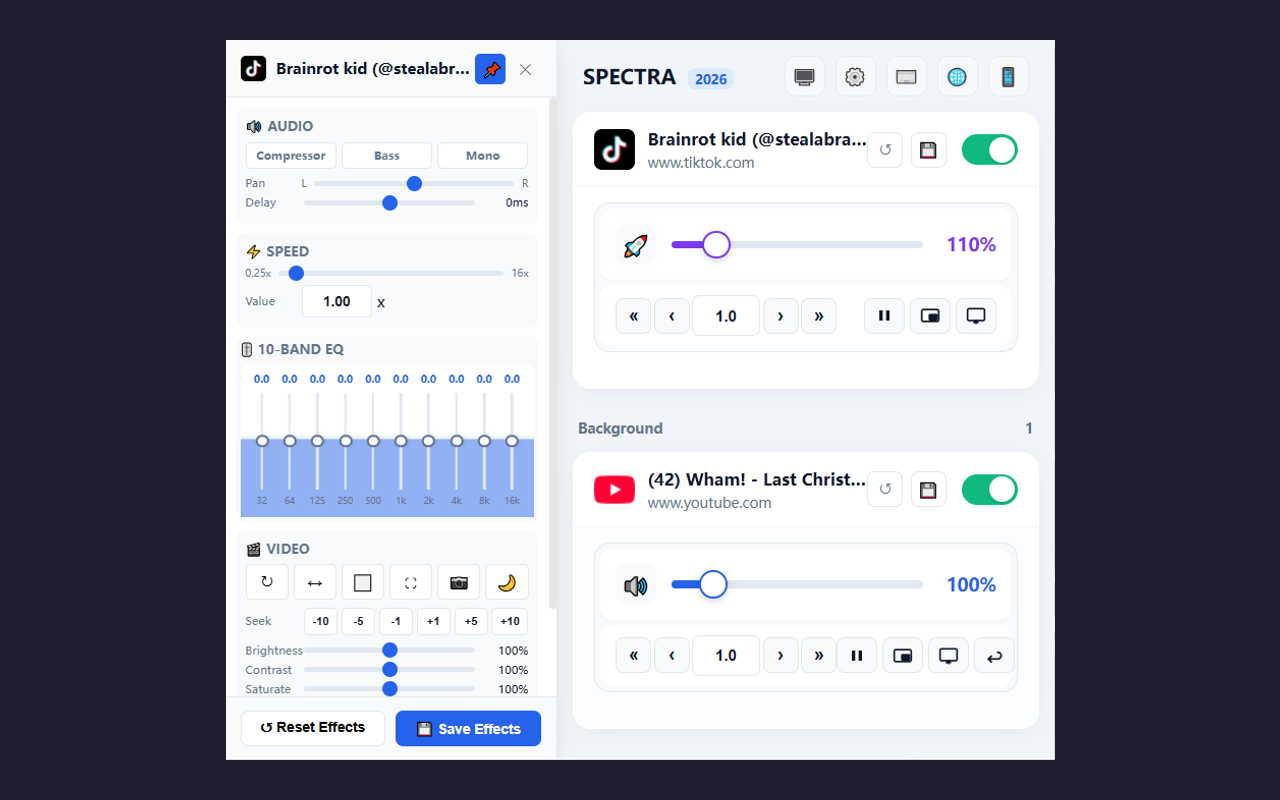 Brainrot kid (@stealabr...
AUDIO
Compressor Bass Mono
Pan L R
Delay 0ms
SPEED
0.25x 16x
Value 1.00 x
10-BAND EQ
0.0 0.0 0.0 0.0 0.0 0.0 0.0 0.0 0.0 0.0
32 64 125 250 500 1k 2k 4k 8k 16k
VIDEO
Seek -10 -5 -1 +1 +5 +10
Brightness 100%
Contrast 100%
Saturate 100%
Reset Effects Save Effects
SPECTRA 2026
Brainrot kid (@stealabra...
www.tiktok.com
110%
« ‹ 1.0 › »
Background 1
(42) Wham! - Last Christ...
www.youtube.com
100%
« ‹ 1.0 › »